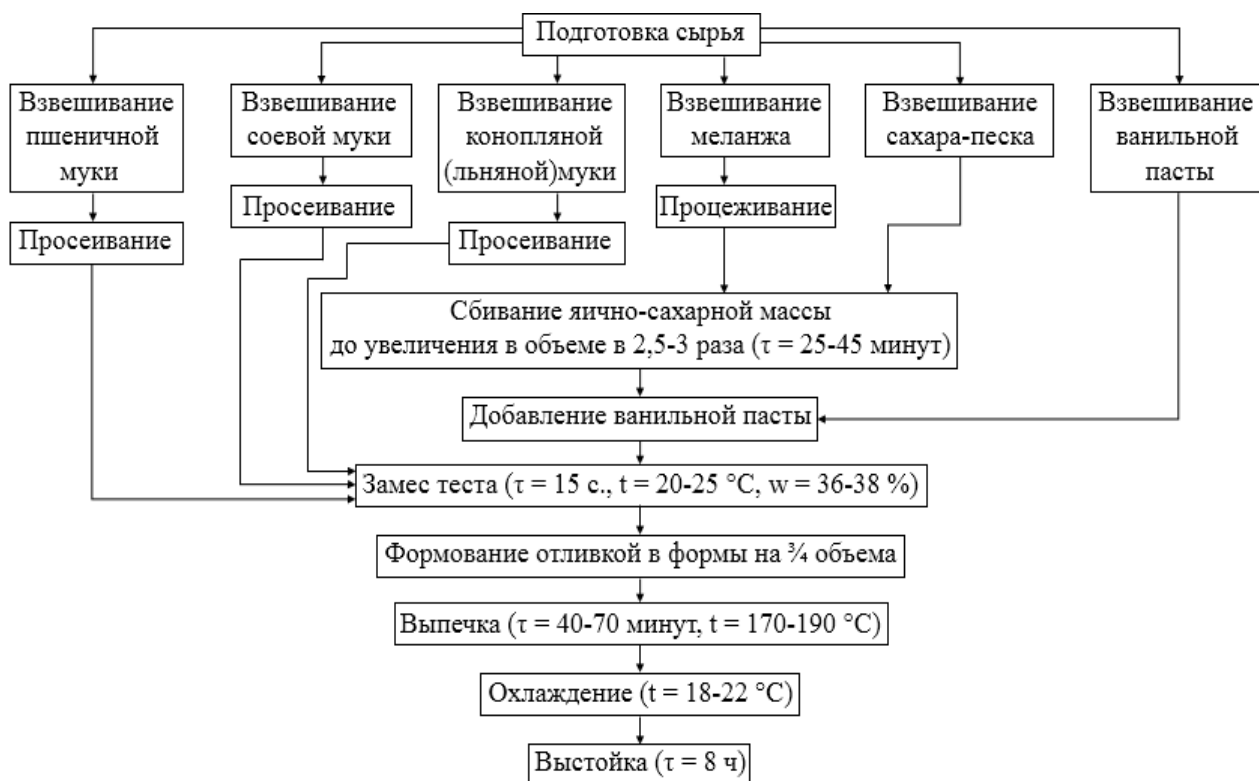 Подготовка сырья
Взвешивание
пшеничной
муки
Взвешивание
соевой муки
Взвешивание
конопляной
(льняной)муки
Взвешивание
меланжа
Взвешивание
сахара-песка
Взвешивание
ванильной
пасты
Просеивание
Просеивание
Просеивание
Процеживание
Сбивание яично-сахарной массы
до увеличения в объеме в 2,5-3 раза (τ = 25-45 минут)
Добавление ванильной пасты
Замес теста (τ = 15 с., t = 20-25 °C, w = 36-38 %)
Формование отливкой в формы на ¾ объема
Выпечка (τ = 40-70 минут, t = 170-190 °C)
Охлаждение (t = 18-22 °C)
Выстойка (τ = 8 ч)